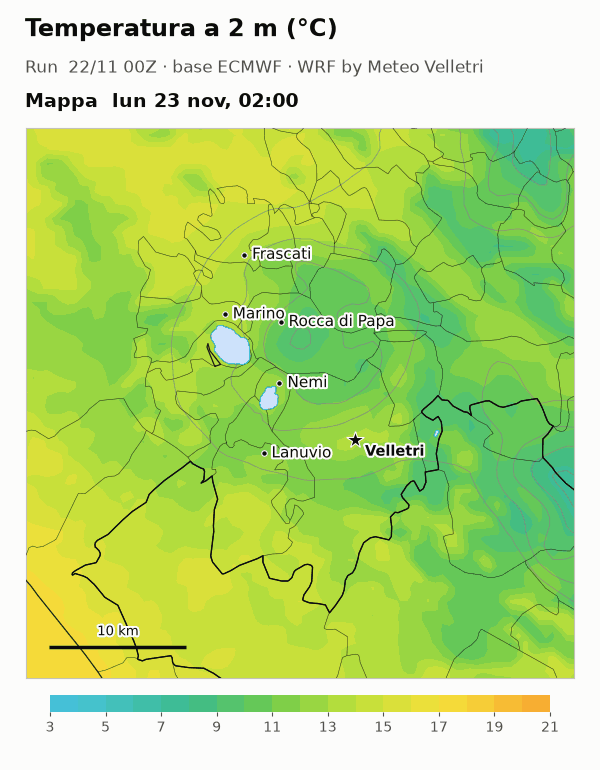 Temperatura a 2 m (°C)
Run  22/11 00Z · base ECMWF · WRF by Meteo Velletri
Mappa  lun 23 nov, 02:00
Frascati
Marino
Rocca di Papa
Nemi
Velletri
Lanuvio
10 km
3 5 7 9 11 13 15 17 19 21